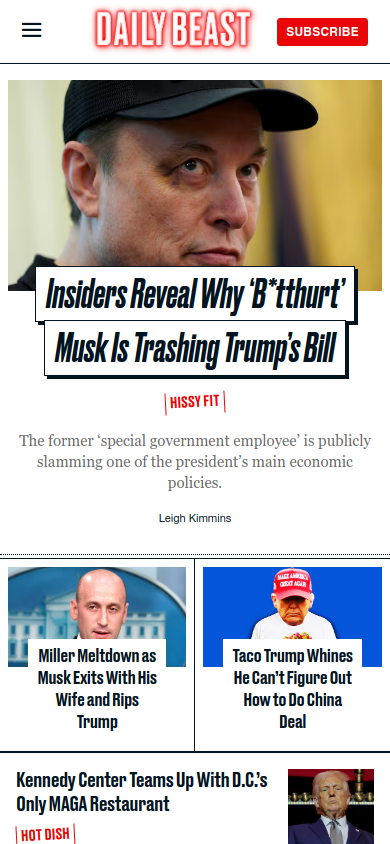 DAILY BEAST
SUBSCRIBE
Insiders Reveal Why ‘B*tthurt’
Musk Is Trashing Trump’s Bill
HISSY FIT
The former ‘special government employee’ is publicly
slamming one of the president’s main economic
policies.
Leigh Kimmins
Miller Meltdown as
Musk Exits With His
Wife and Rips
Trump
MAKE AMERICA
GREAT AGAIN
Taco Trump Whines
He Can’t Figure Out
How to Do China
Deal
Kennedy Center Teams Up With D.C.’s
Only MAGA Restaurant
HOT DISH